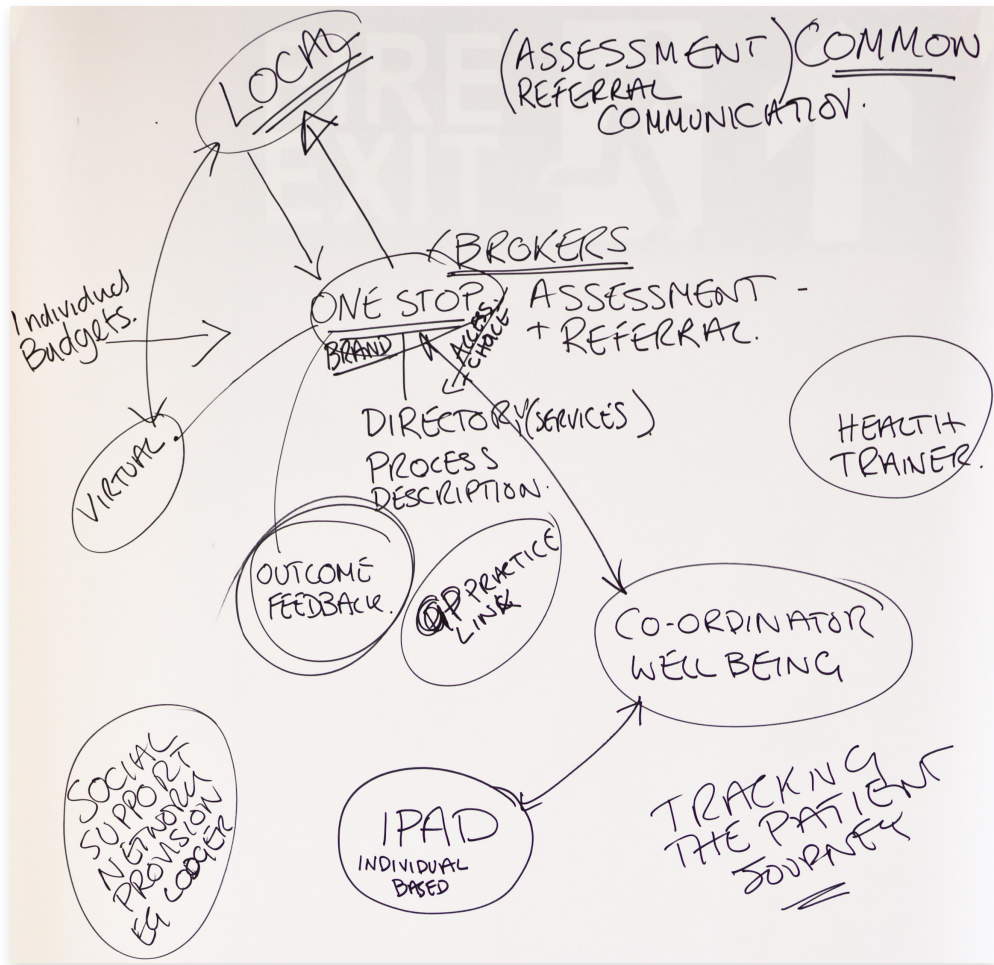 LOCAL
(ASSESSMENT) COMMON
(REFERRAL
COMMUNICATION.
FIRE
EXIT
BROKERS
ONE STOP
ASSESSMENT -
+ REFERRAL.
BRAND
ACCESS/
+ CHOICE
Individual
Budgets.
VIRTUAL.
DIRECTORY (SERVICES)
PROCESS
DESCRIPTION.
HEALTH
TRAINER.
OUTCOME
FEEDBACK.
GP PRACTICE
LINK
CO-ORDINATOR
WELL BEING
SOCIAL
SUPPORT
NETWORK
PROVISION
EG
IPAD
INDIVIDUAL
BASED
TRACKING
THE PATIENT
JOURNEY